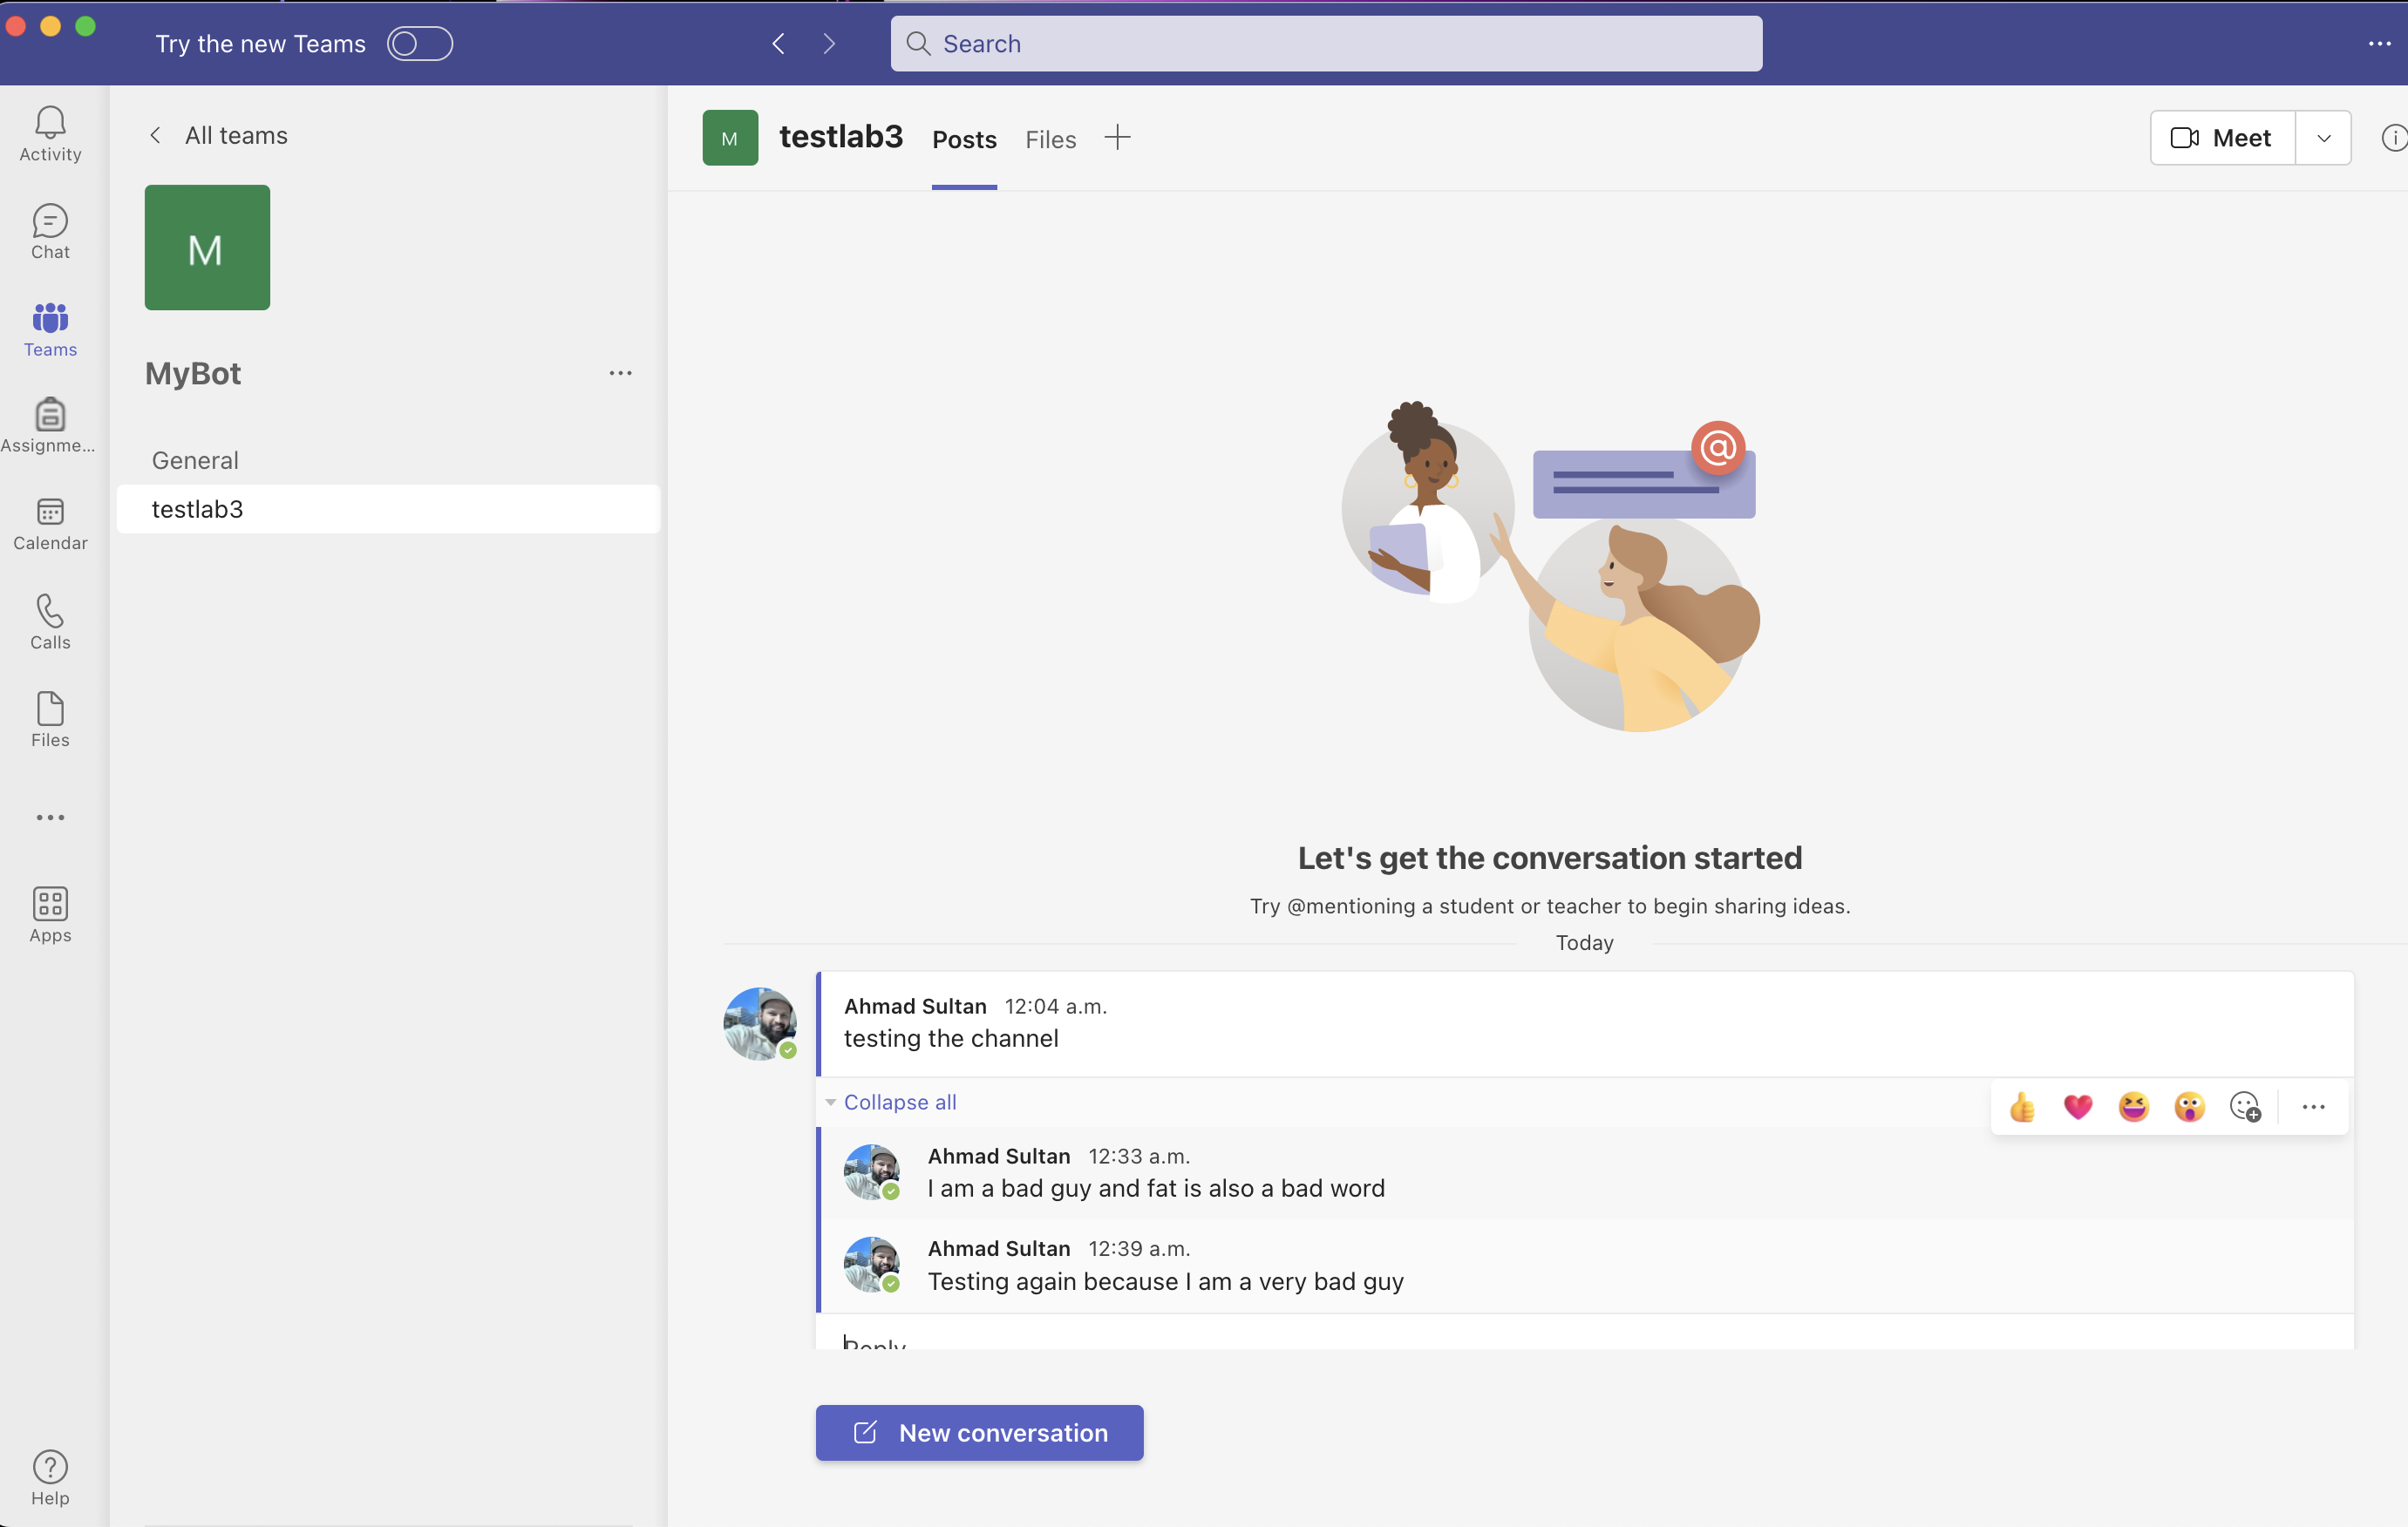 Try the new Teams
Search
Activity
Chat
Teams
Assignme...
Calendar
Calls
Files
Apps
Help
All teams
M
MyBot
General
testlab3
M
testlab3
Posts
Files
Meet
@
Let's get the conversation started
Try @mentioning a student or teacher to begin sharing ideas.
Today
Ahmad Sultan 12:04 a.m.
testing the channel
Collapse all
Ahmad Sultan 12:33 a.m.
I am a bad guy and fat is also a bad word
Ahmad Sultan 12:39 a.m.
Testing again because I am a very bad guy
Reply
New conversation